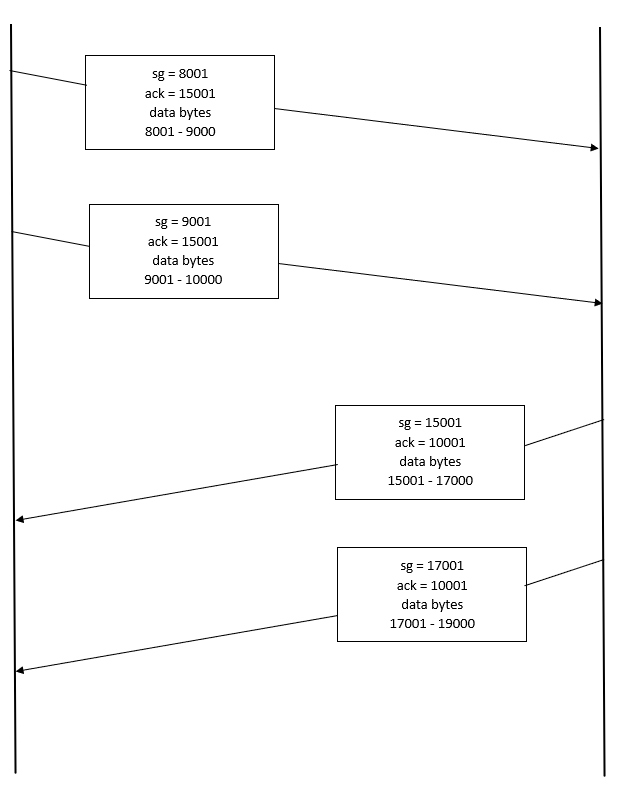 sg = 8001
ack = 15001
data bytes
8001 - 9000
sg = 9001
ack = 15001
data bytes
9001 - 10000
sg = 15001
ack = 10001
data bytes
15001 - 17000
sg = 17001
ack = 10001
data bytes
17001 - 19000